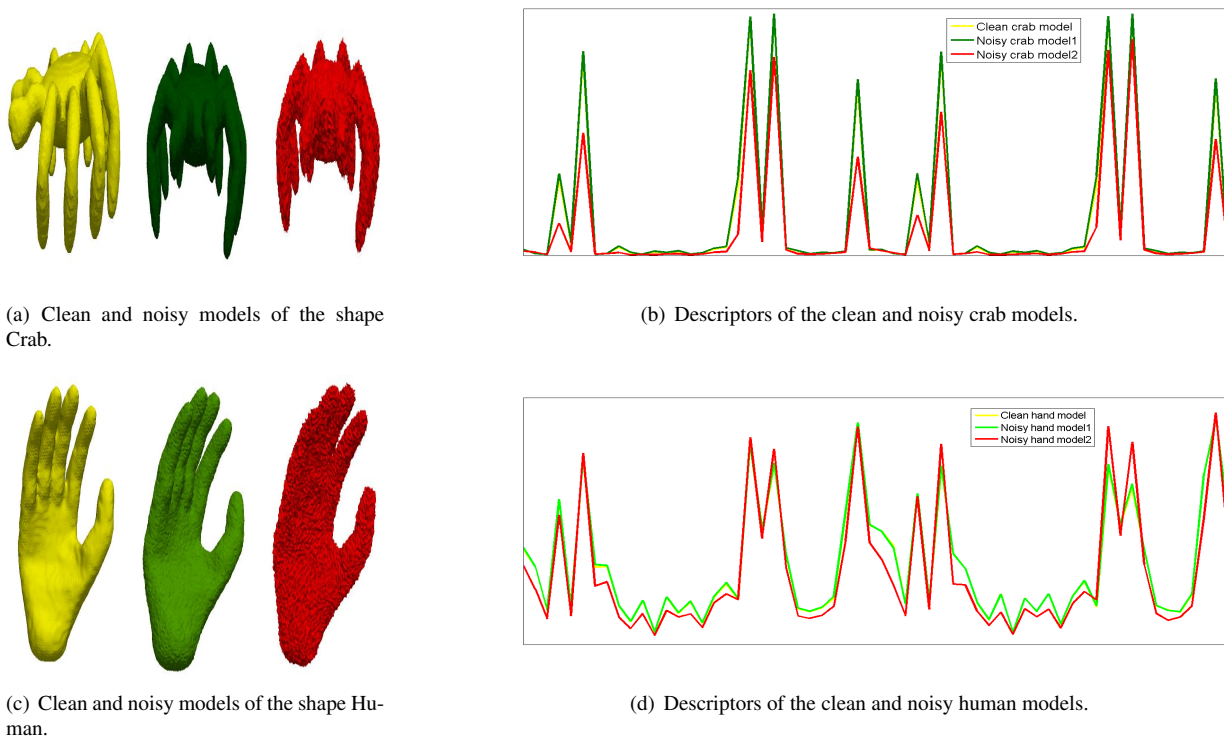 Clean crab model
Noisy crab model1
Noisy crab model2
(a) Clean and noisy models of the shape
Crab.
(b) Descriptors of the clean and noisy crab models.
Clean hand model
Noisy hand model1
Noisy hand model2
(c) Clean and noisy models of the shape Hu-
man.
(d) Descriptors of the clean and noisy human models.